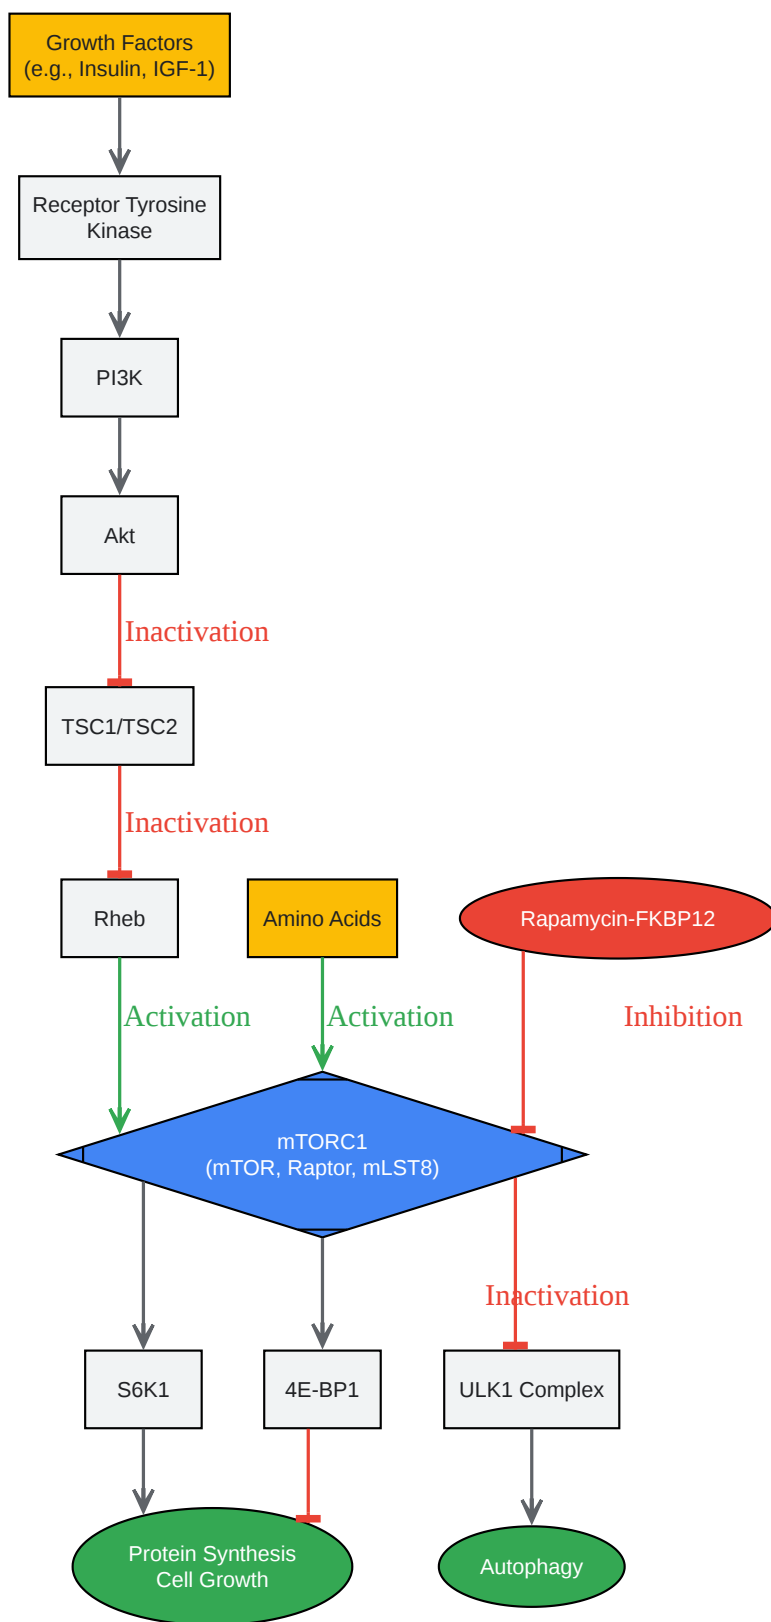 Growth Factors
(e.g., Insulin, IGF-1)
Receptor Tyrosine
Kinase
PI3K
Akt
Inactivation
TSC1/TSC2
Inactivation
Rheb
Amino Acids
Rapamycin-FKBP12
Activation
Activation
Inhibition
mTORC1
(mTOR, Raptor, mLST8)
Inactivation
S6K1
4E-BP1
ULK1 Complex
Protein Synthesis
Cell Growth
Autophagy